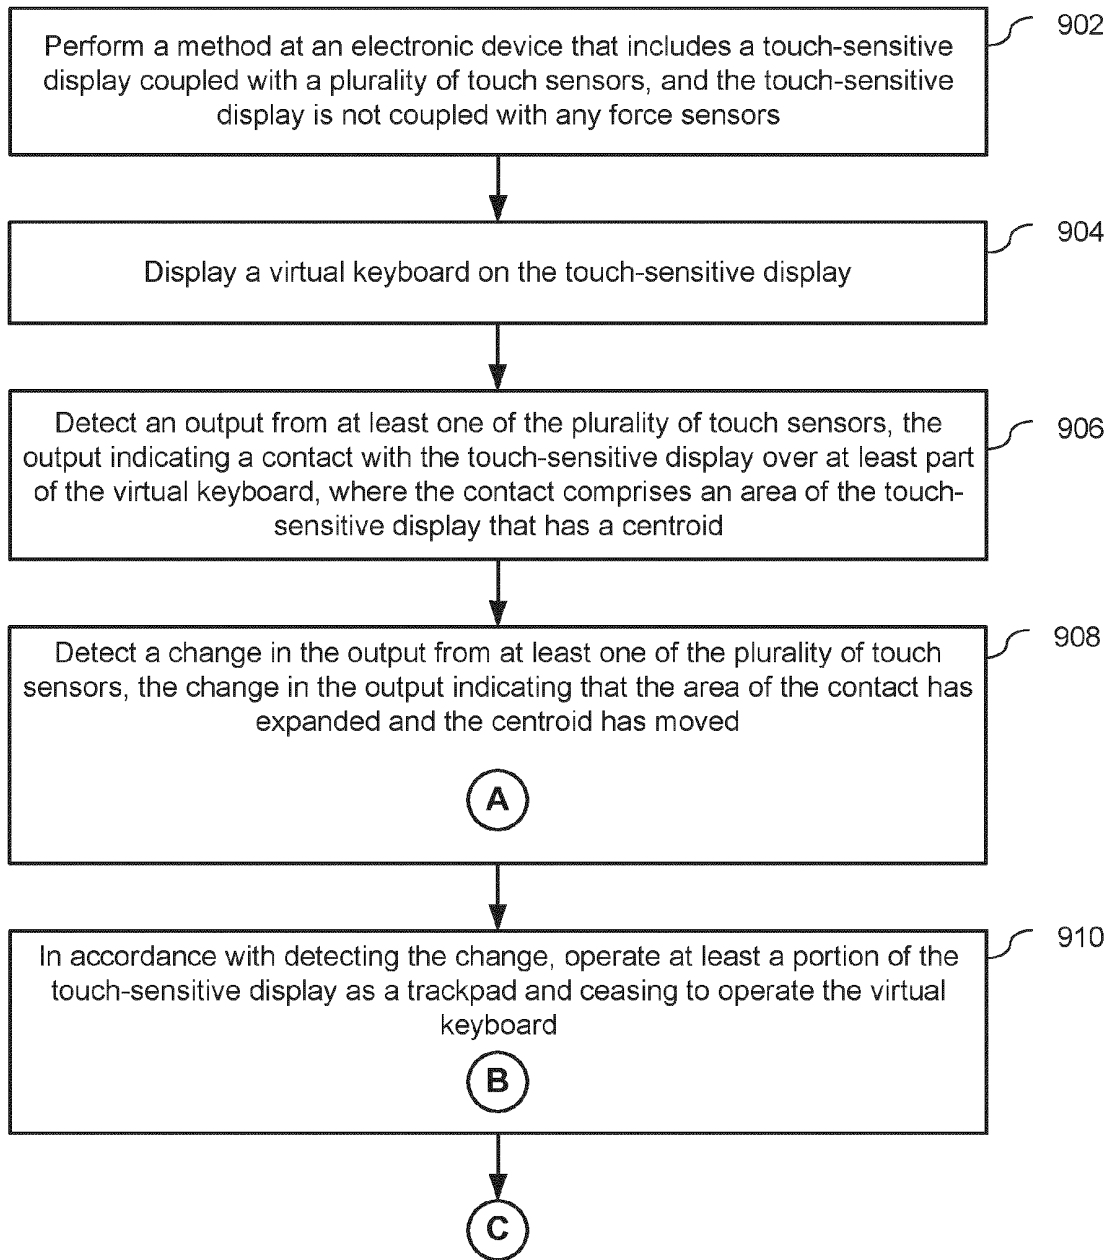 902
Perform a method at an electronic device that includes a touch-sensitive
display coupled with a plurality of touch sensors, and the touch-sensitive
display is not coupled with any force sensors
904
Display a virtual keyboard on the touch-sensitive display
906
Detect an output from at least one of the plurality of touch sensors, the
output indicating a contact with the touch-sensitive display over at least part
of the virtual keyboard, where the contact comprises an area of the touch-
sensitive display that has a centroid
908
Detect a change in the output from at least one of the plurality of touch
sensors, the change in the output indicating that the area of the contact has
expanded and the centroid has moved
A
910
In accordance with detecting the change, operate at least a portion of the
touch-sensitive display as a trackpad and ceasing to operate the virtual
keyboard
B
C